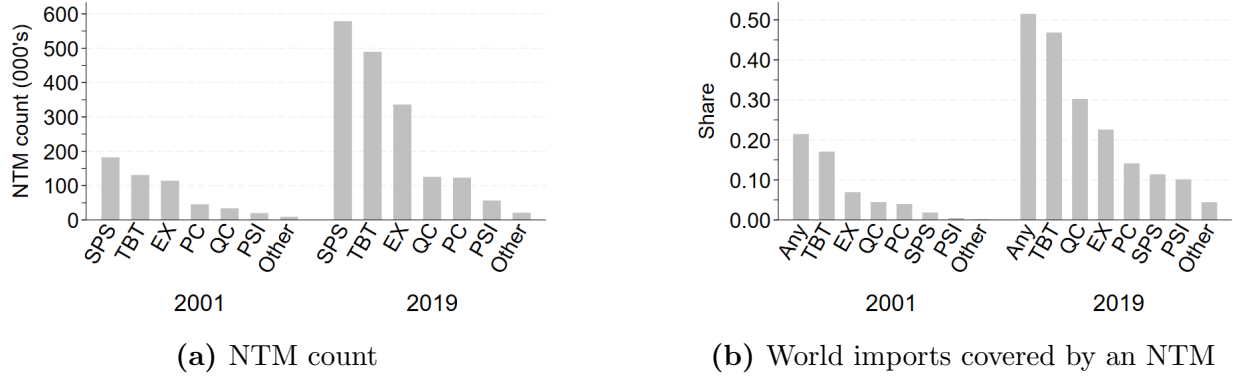 NTM count (000's)
600
500
400
300
200
100
0
SPS
TBT
EX
PC
QC
PSI
Other
SPS
TBT
EX
QC
PC
PSI
Other
2001
2019
(a) NTM count
Share
0.50
0.40
0.30
0.20
0.10
0.00
Any
TBT
EX
QC
PC
SPS
PSI
Other
Any
TBT
QC
EX
PC
SPS
PSI
Other
2001
2019
(b) World imports covered by an NTM